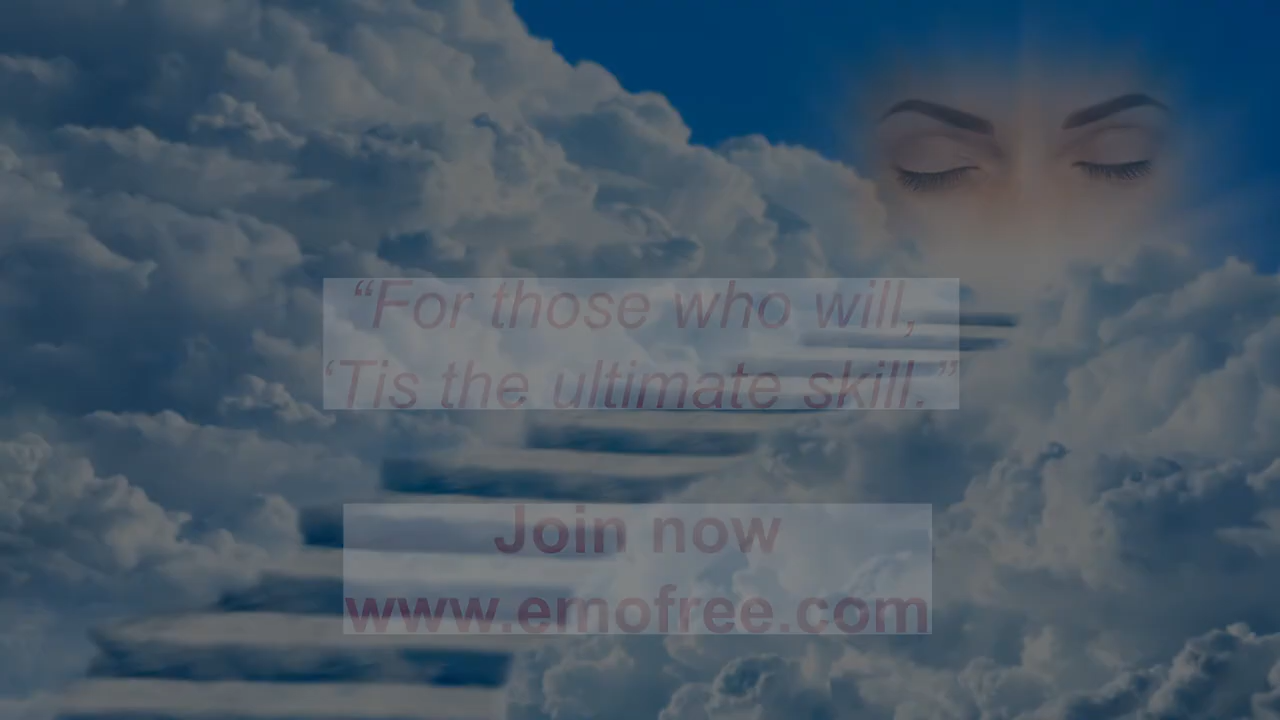 “For those who will,
‘Tis the ultimate skill.”
Join now
www.emofree.com